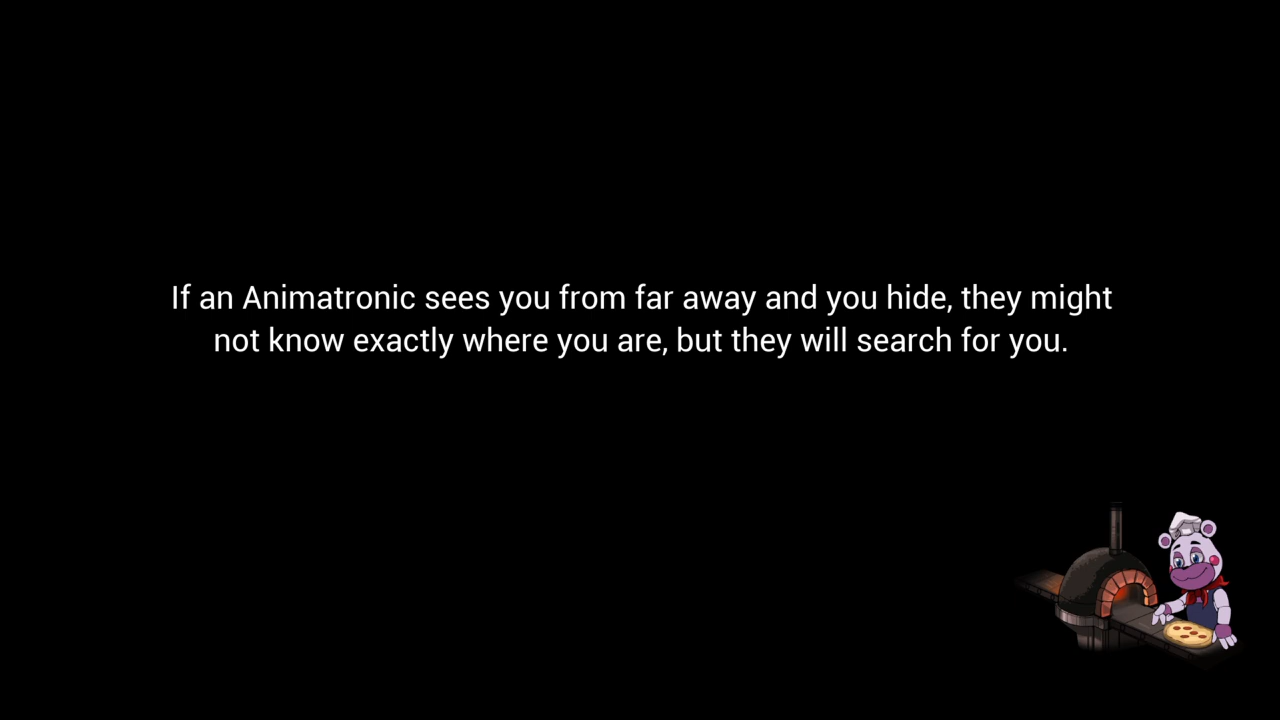 If an Animatronic sees you from far away and you hide, they might
not know exactly where you are, but they will search for you.